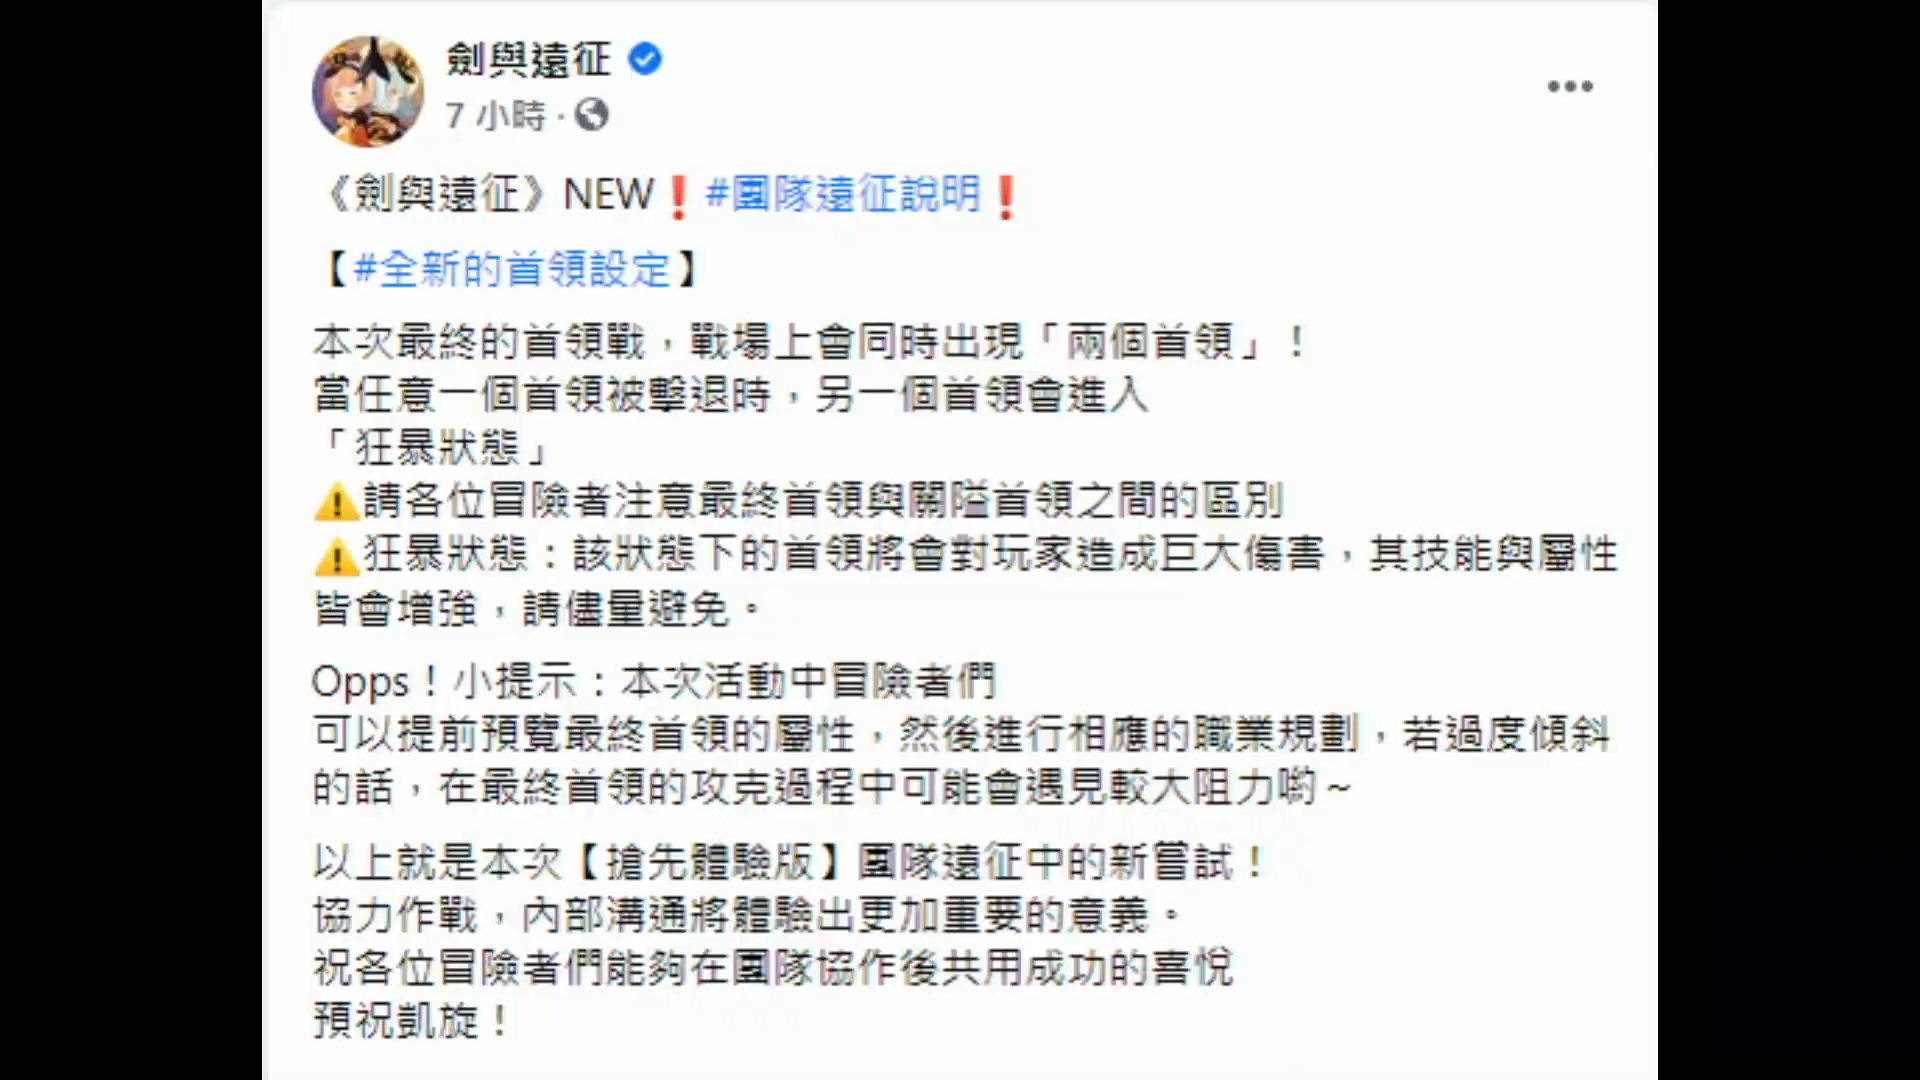 劍與遠征
7 小時 ·
《劍與遠征》NEW❗#團隊遠征說明❗
【#全新的首領設定】
本次最終的首領戰，戰場上會同時出現「兩個首領」！
當任意一個首領被擊退時，另一個首領會進入
「狂暴狀態」
⚠️請各位冒險者注意最終首領與關隘首領之間的區別
⚠️狂暴狀態：該狀態下的首領將會對玩家造成巨大傷害，其技能與屬性
皆會增強，請儘量避免。
Opps！小提示：本次活動中冒險者們
可以提前預覽最終首領的屬性，然後進行相應的職業規劃，若過度傾斜
的話，在最終首領的攻克過程中可能會遇見較大阻力喲～
以上就是本次【搶先體驗版】團隊遠征中的新嘗試！
協力作戰，內部溝通將體驗出更加重要的意義。
祝各位冒險者們能夠在團隊協作後共用成功的喜悅
預祝凱旋！